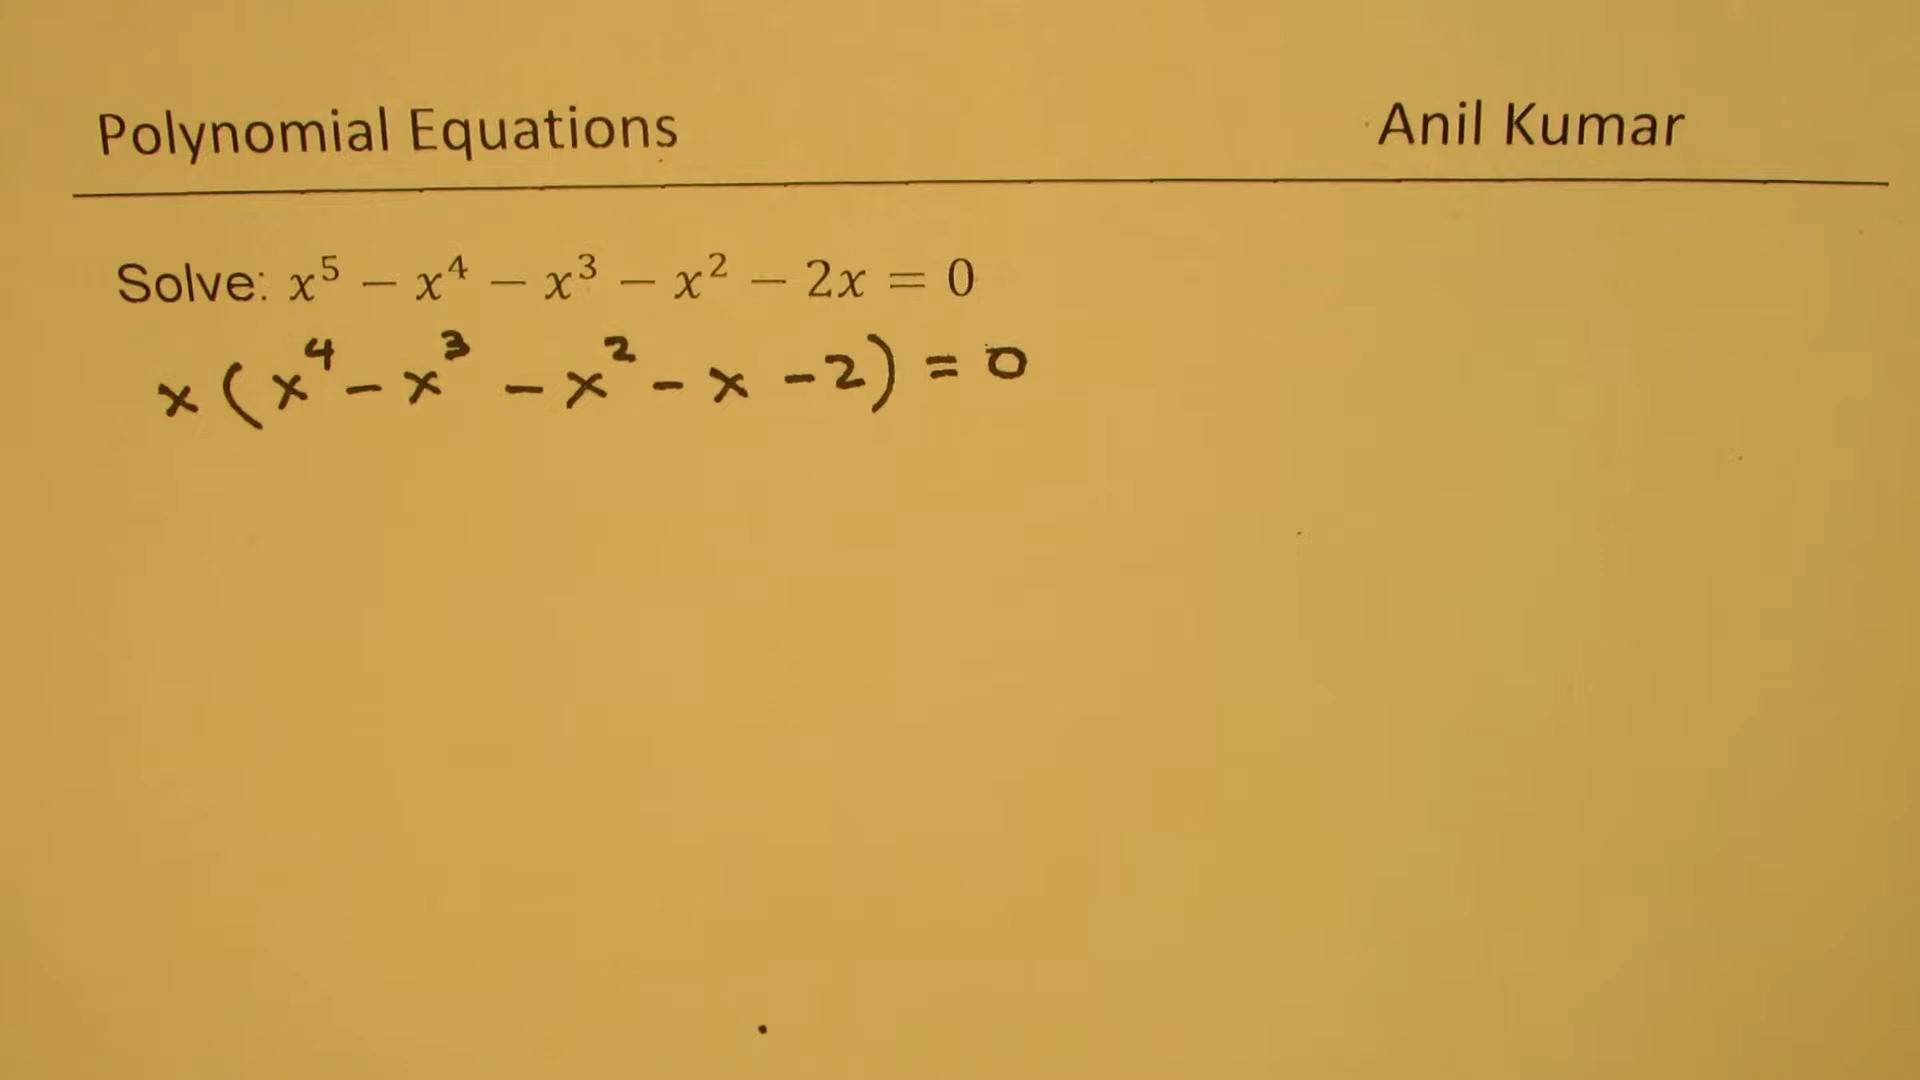 Polynomial Equations Anil Kumar
Solve: x⁵ − x⁴ − x³ − x² − 2x = 0
x(x⁴ − x³ − x² − x − 2) = 0